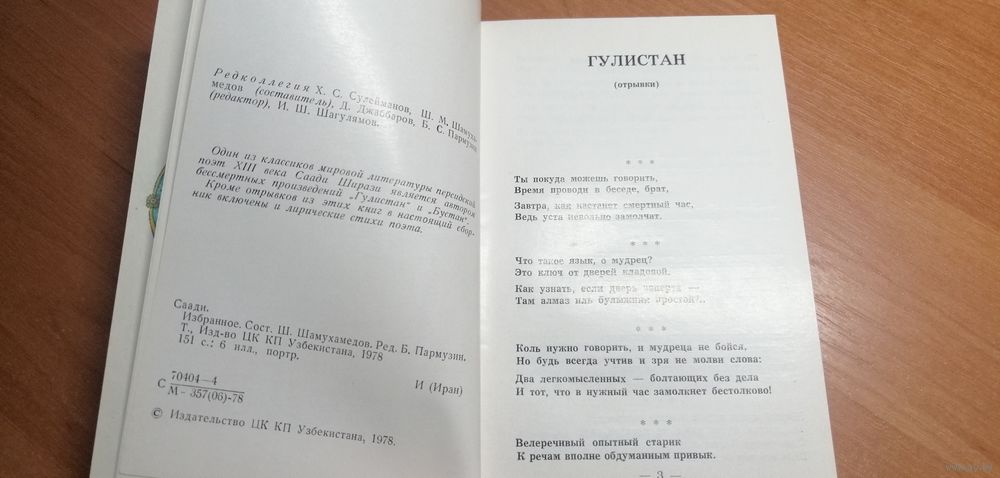 Редколлегия Х. С. Сулейманов, Ш. М. Шамуха-
медов (составитель), Д. Джаббаров, Б. С. Пармузин
(редактор), И. Ш. Шагулямов.
Один из классиков мировой литературы персидский
поэт XIII века Саади Ширази является автором
бессмертных произведений „Гулистан" и „Бустан".
Кроме отрывков из этих книг в настоящий сбор-
ник включены и лирические стихи поэта.
Саади.
Избранное. Сост. Ш. Шамухамедов. Ред. Б. Пармузин.
Т., Изд-во ЦК КП Узбекистана, 1978
151 с.: 6 илл., портр.
С 70404—4
М—357(06)-78
И (Иран)
© Издательство ЦК КП Узбекистана, 1978.
ГУЛИСТАН
(отрывки)
* * *
Ты покуда можешь говорить,
Время проводи в беседе, брат,
Завтра, как настанет смертный час,
Ведь уста невольно замолчат.
* * *
Что такое язык, о мудрец?
Это ключ от дверей кладовой.
Как узнать, если дверь заперта —
Там алмаз иль булыжник простой?..
* * *
Коль нужно говорить, и мудреца не бойся,
Но будь всегда учтив и зря не молви слова:
Два легкомысленных — болтающих без дела
И тот, что в нужный час замолкнет бестолково!
* * *
Велеречивый опытный старик
К речам вполне обдуманным привык.
— 3 —